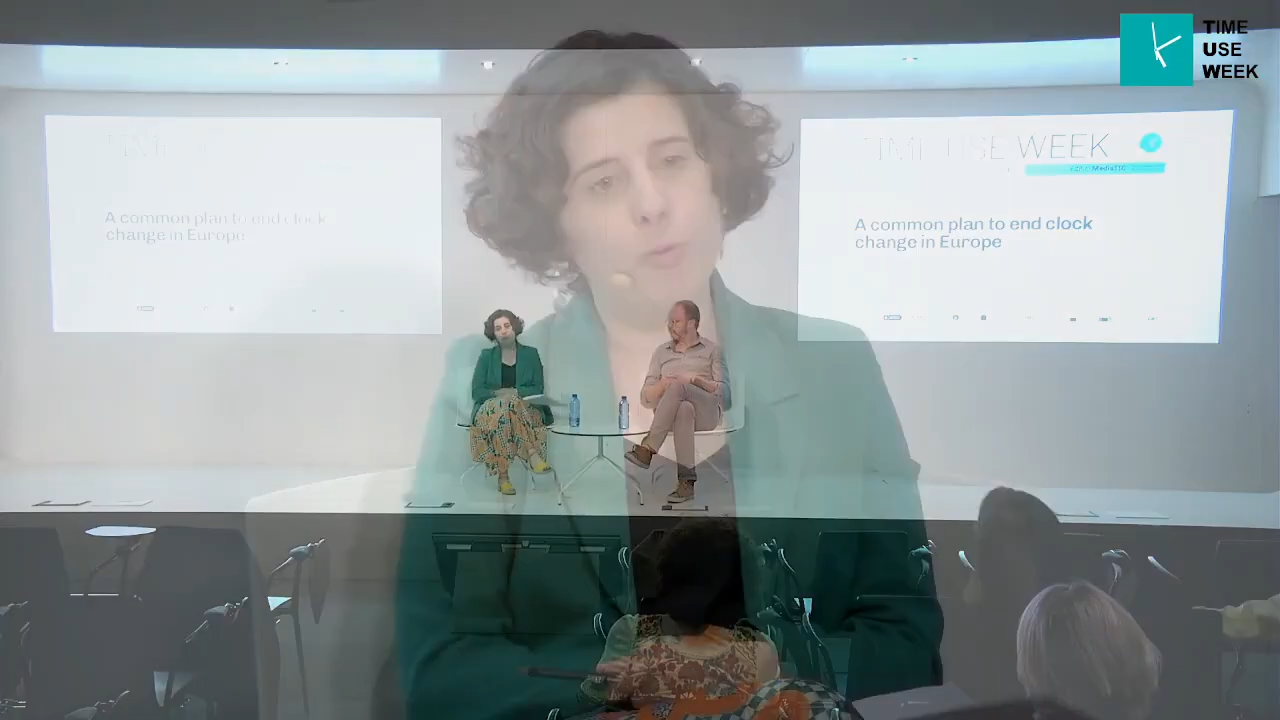 TIME
USE
WEEK
TIME USE WEEK
A common plan to end clock
change in Europe
A common plan to end clock
change in Europe